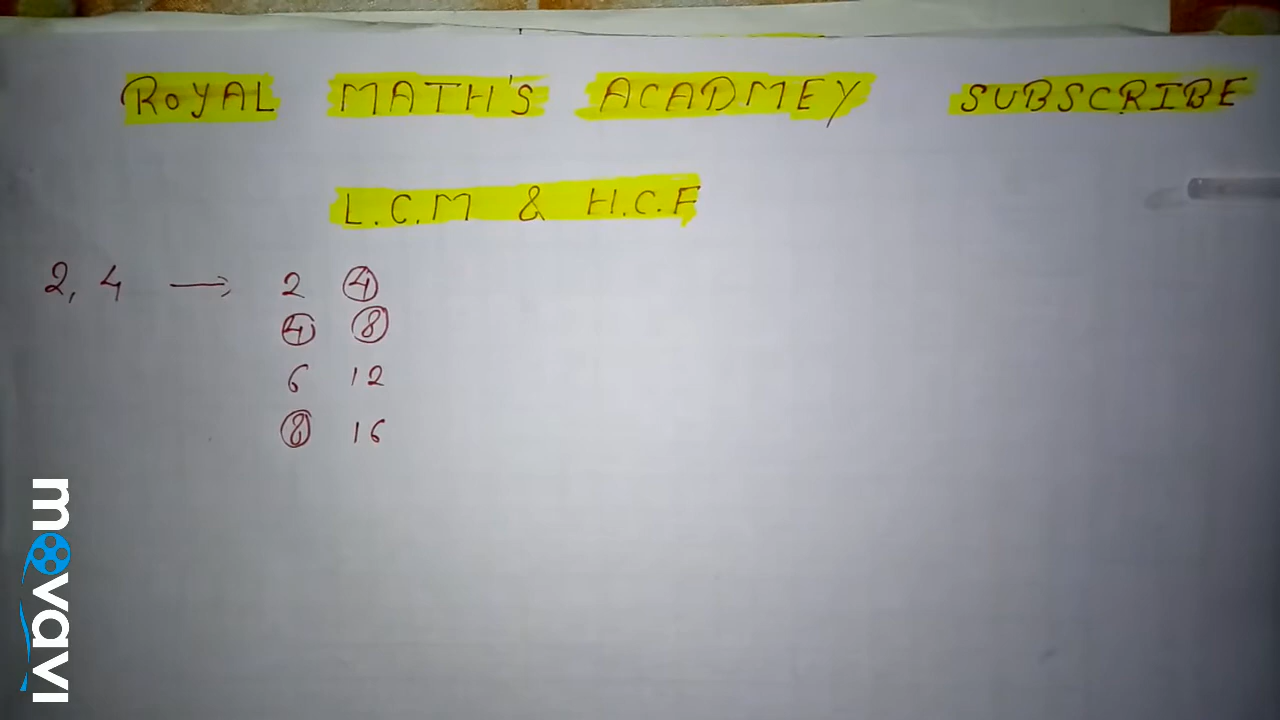 ROYAL MATH'S ACADMEY SUBSCRIBE
L.C.M & H.C.F
2, 4 → 2 4
4 8
6 12
8 16
movavi